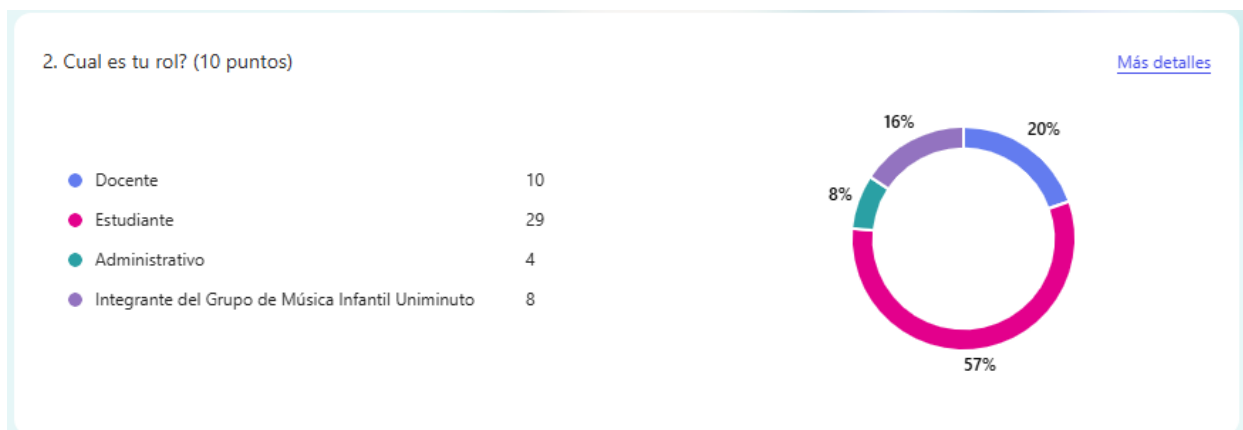 2. Cual es tu rol? (10 puntos)
Más detalles
Docente 10
Estudiante 29
Administrativo 4
Integrante del Grupo de Música Infantil Uniminuto 8
16%
20%
8%
57%